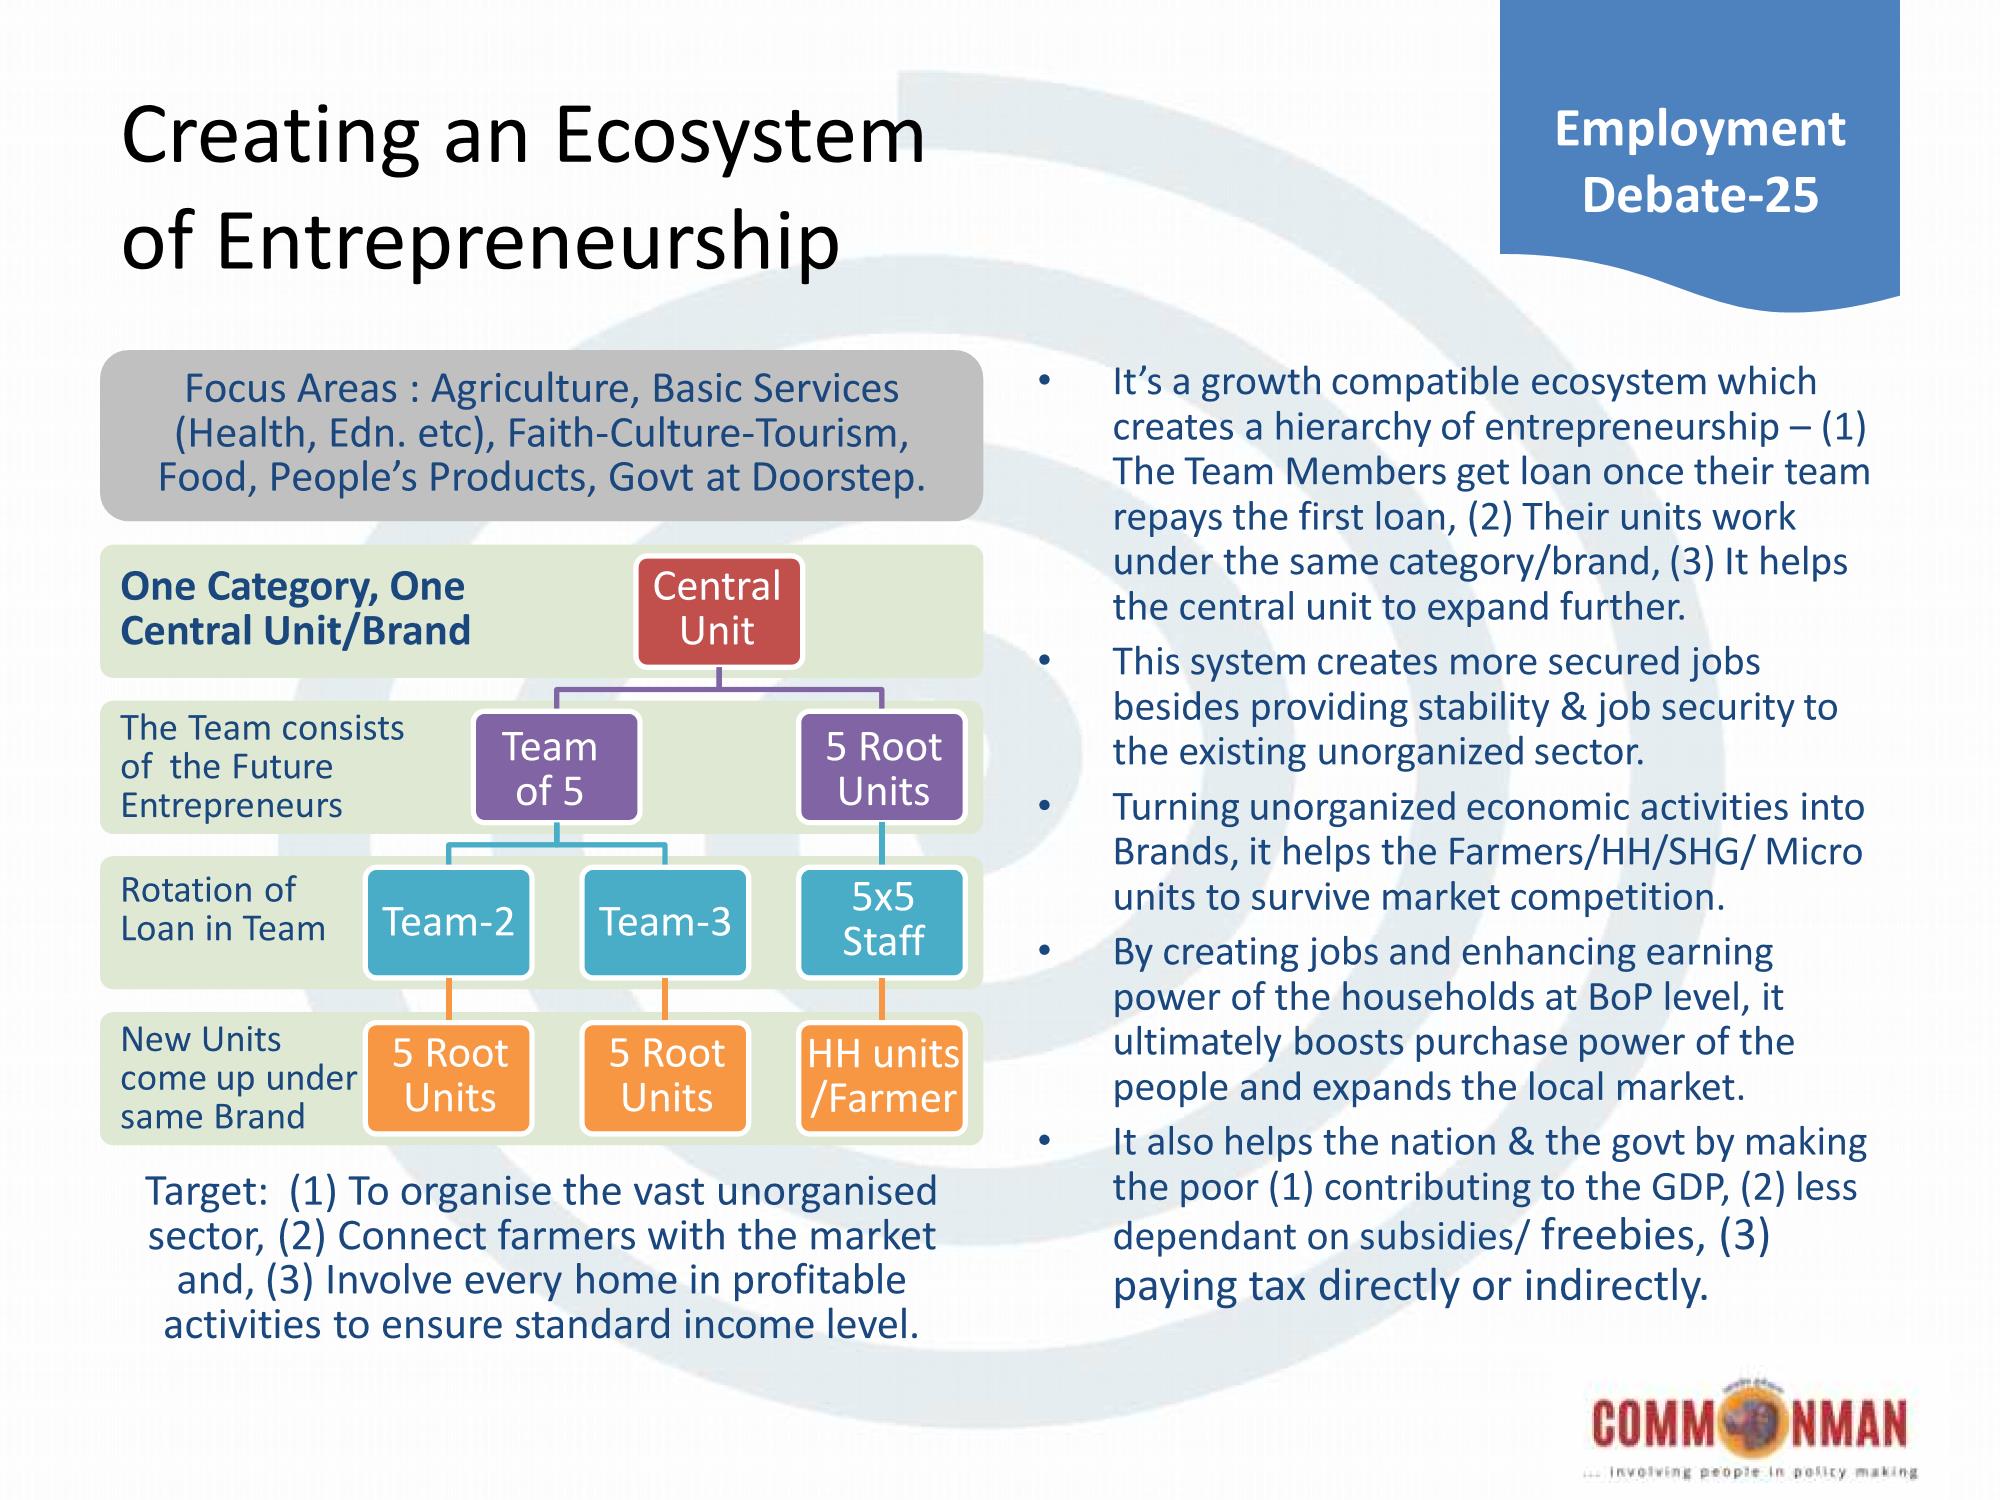 Creating an Ecosystem
of Entrepreneurship
Employment
Debate-25
Focus Areas : Agriculture, Basic Services
(Health, Edn. etc), Faith-Culture-Tourism,
Food, People’s Products, Govt at Doorstep.
One Category, One
Central Unit/Brand
Central
Unit
The Team consists
of the Future
Entrepreneurs
Team
of 5
5 Root
Units
Rotation of
Loan in Team
Team-2
Team-3
5x5
Staff
New Units
come up under
same Brand
5 Root
Units
5 Root
Units
HH units
/Farmer
Target: (1) To organise the vast unorganised
sector, (2) Connect farmers with the market
and, (3) Involve every home in profitable
activities to ensure standard income level.
• It’s a growth compatible ecosystem which
creates a hierarchy of entrepreneurship – (1)
The Team Members get loan once their team
repays the first loan, (2) Their units work
under the same category/brand, (3) It helps
the central unit to expand further.
• This system creates more secured jobs
besides providing stability & job security to
the existing unorganized sector.
• Turning unorganized economic activities into
Brands, it helps the Farmers/HH/SHG/ Micro
units to survive market competition.
• By creating jobs and enhancing earning
power of the households at BoP level, it
ultimately boosts purchase power of the
people and expands the local market.
• It also helps the nation & the govt by making
the poor (1) contributing to the GDP, (2) less
dependant on subsidies/ freebies, (3)
paying tax directly or indirectly.
COMMONMAN
... involving people in policy making